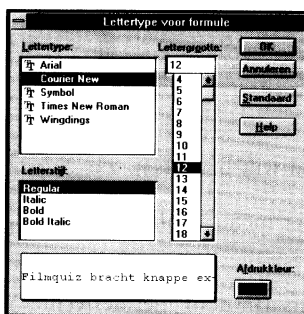 Lettertype voor formule
Lettertype:
Arial
Courier New
Symbol
Times New Roman
Wingdings
Lettergrootte:
12
4
5
6
7
8
9
10
11
12
13
14
15
16
17
18
OK
Annuleren
Standaard
Help
Letterstijl:
Regular
Italic
Bold
Bold Italic
Filmquiz bracht knappe ex-
Afdrukkleur: